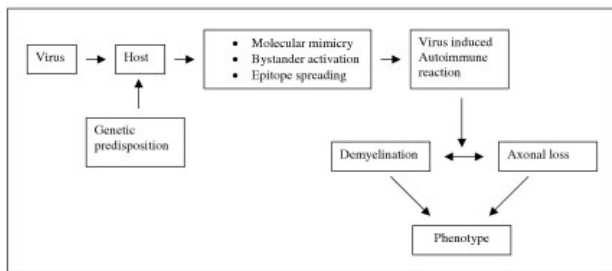 Virus
Host
• Molecular mimicry
• Bystander activation
• Epitope spreading
Virus induced
Autoimmune
reaction
Genetic
predisposition
Demyelination
Axonal loss
Phenotype